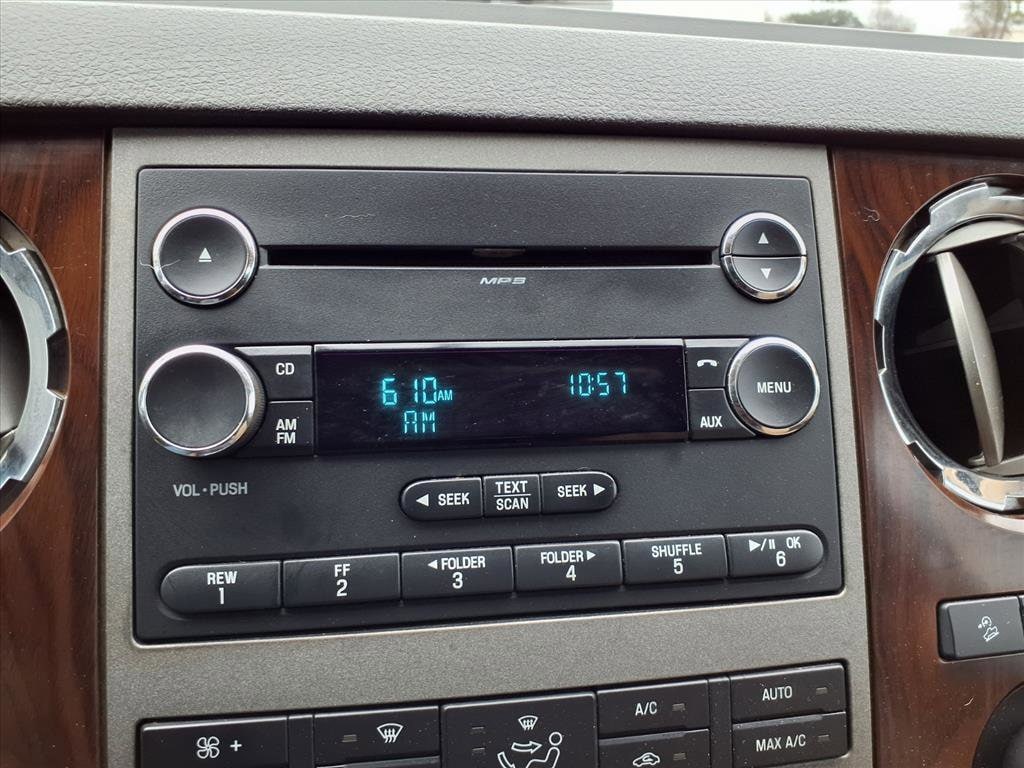 MP3
CD
AM
FM
610AM
AM
10:57
MENU
AUX
VOL•PUSH
◄ SEEK
TEXT
SCAN
SEEK ►
REW
1
FF
2
◄FOLDER
3
FOLDER►
4
SHUFFLE
5
►/II OK
6
+
A/C
AUTO
MAX A/C